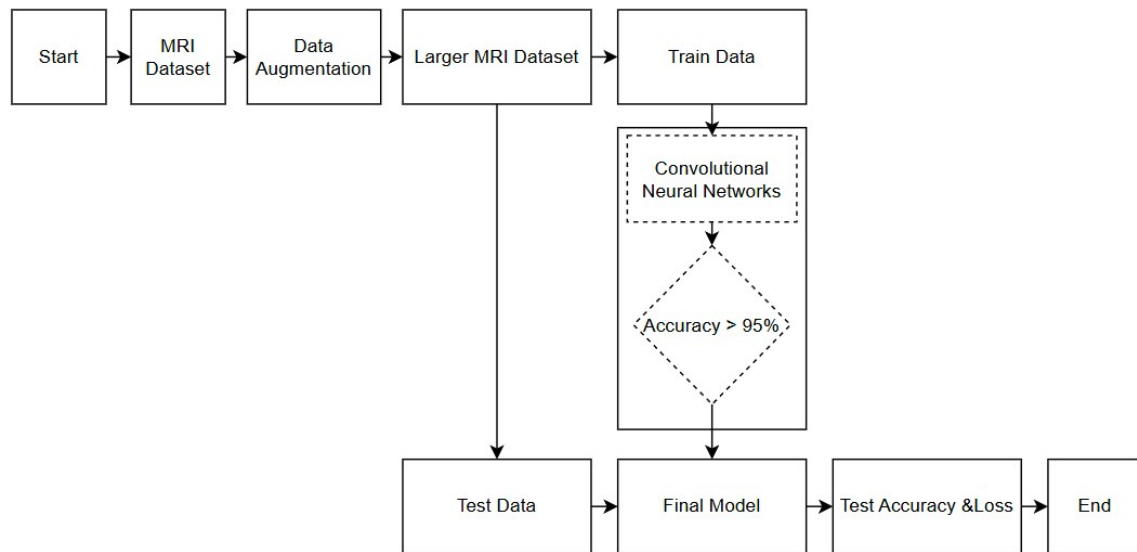 Start
MRI
Dataset
Data
Augmentation
Larger MRI Dataset
Train Data
Convolutional
Neural Networks
Accuracy > 95%
Test Data
Final Model
Test Accuracy &Loss
End